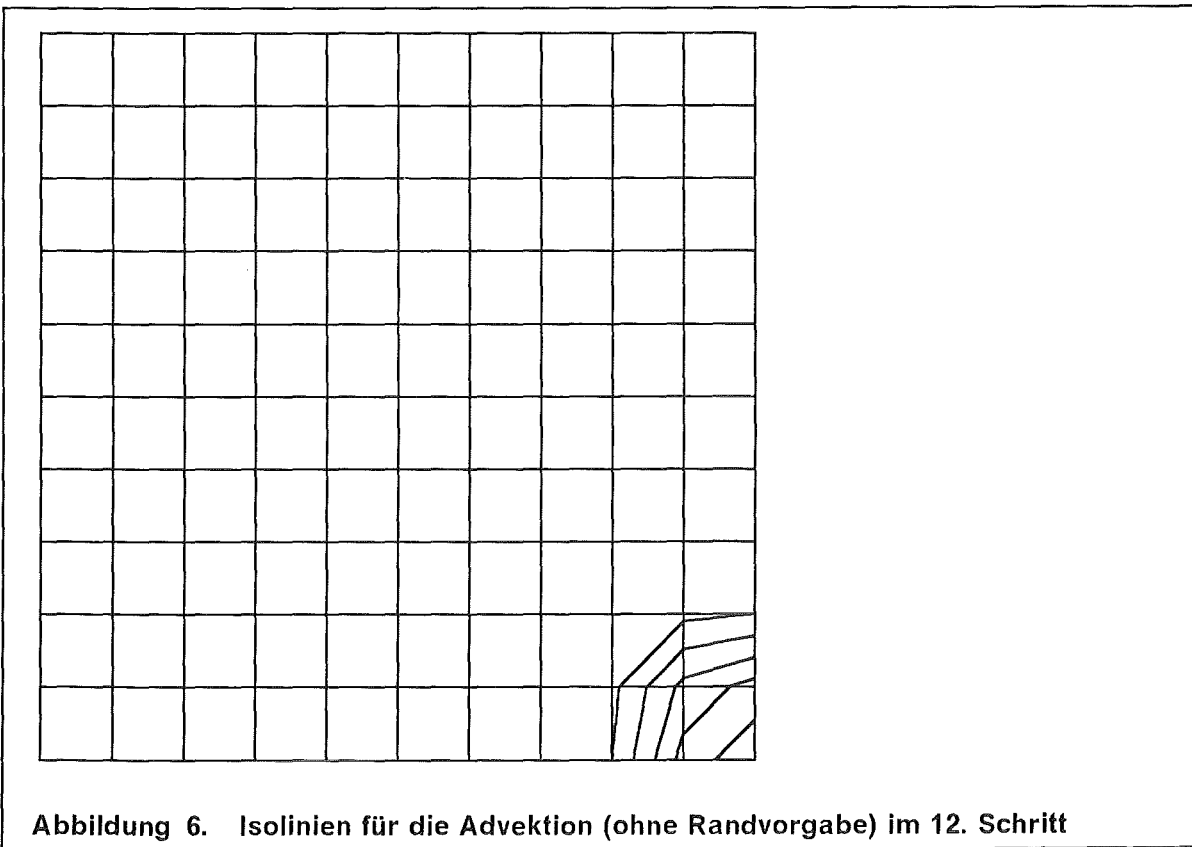 Abbildung 6. Isolinien für die Advektion (ohne Randvorgabe) im 12. Schritt